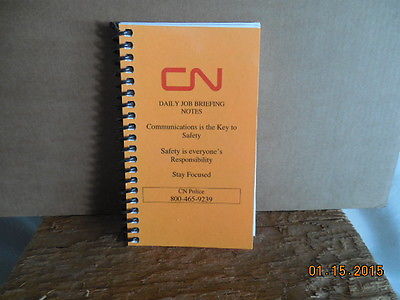 CN
DAILY JOB BRIEFING
NOTES
Communications is the Key to
Safety
Safety is everyone's
Responsibility
Stay Focused
CN Police
800-465-9239
01.15.2015